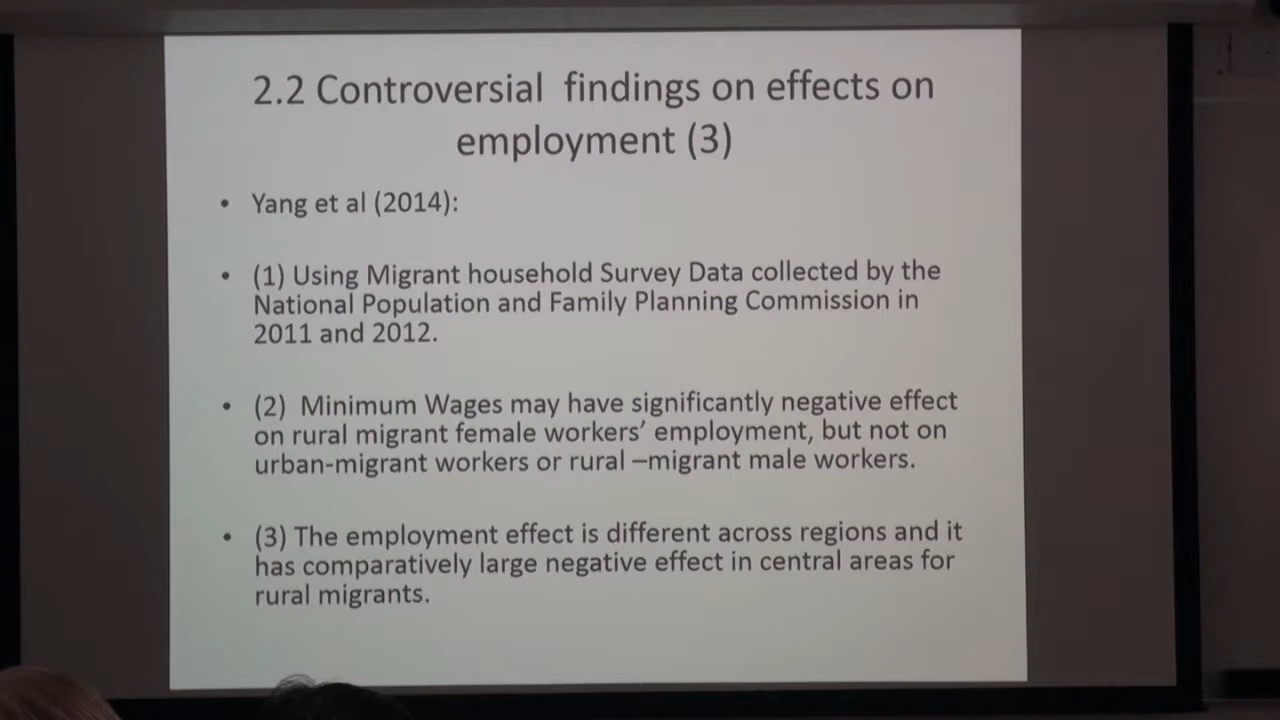 2.2 Controversial findings on effects on
employment (3)
• Yang et al (2014):
• (1) Using Migrant household Survey Data collected by the
National Population and Family Planning Commission in
2011 and 2012.
• (2) Minimum Wages may have significantly negative effect
on rural migrant female workers’ employment, but not on
urban-migrant workers or rural –migrant male workers.
• (3) The employment effect is different across regions and it
has comparatively large negative effect in central areas for
rural migrants.